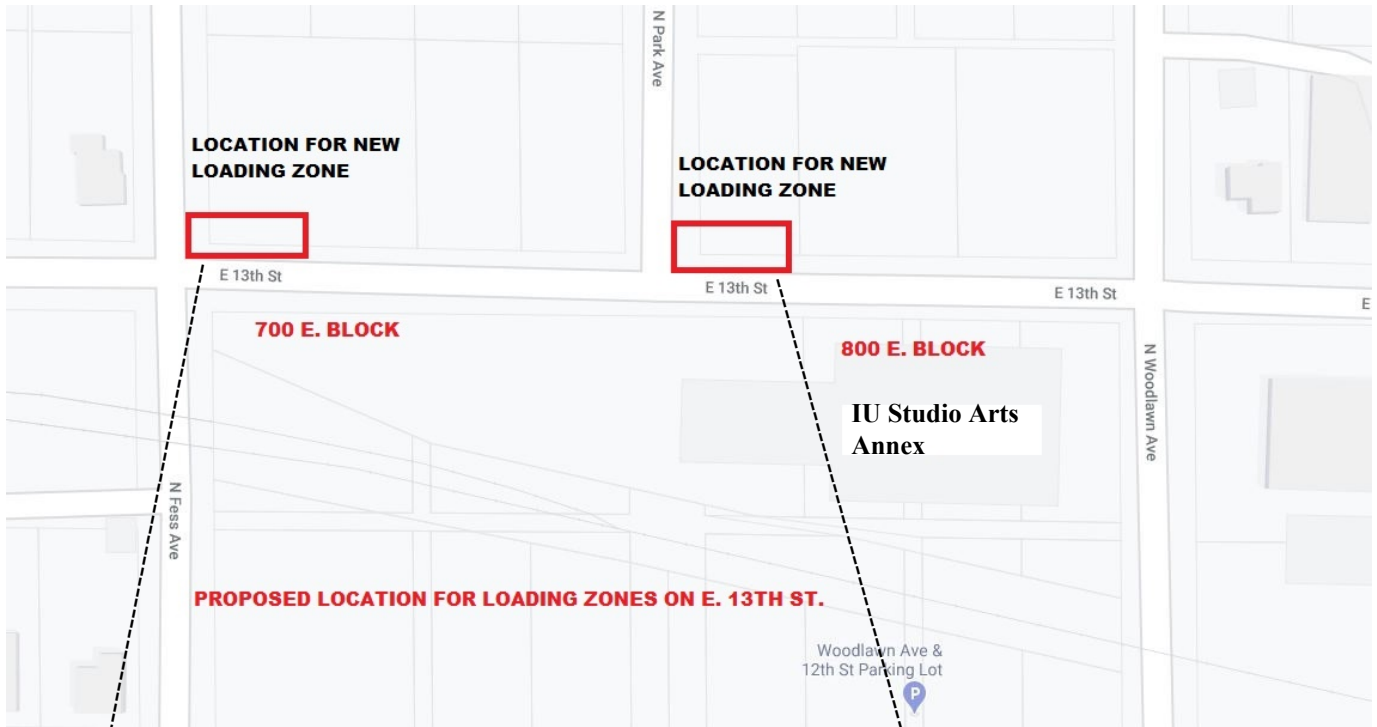 N Park Ave
LOCATION FOR NEW
LOADING ZONE
LOCATION FOR NEW
LOADING ZONE
E 13th St
E 13th St
E 13th St
E
700 E. BLOCK
800 E. BLOCK
IU Studio Arts
Annex
N Woodlawn Ave
N Fess Ave
PROPOSED LOCATION FOR LOADING ZONES ON E. 13TH ST.
Woodlawn Ave &
12th St Parking Lot
P